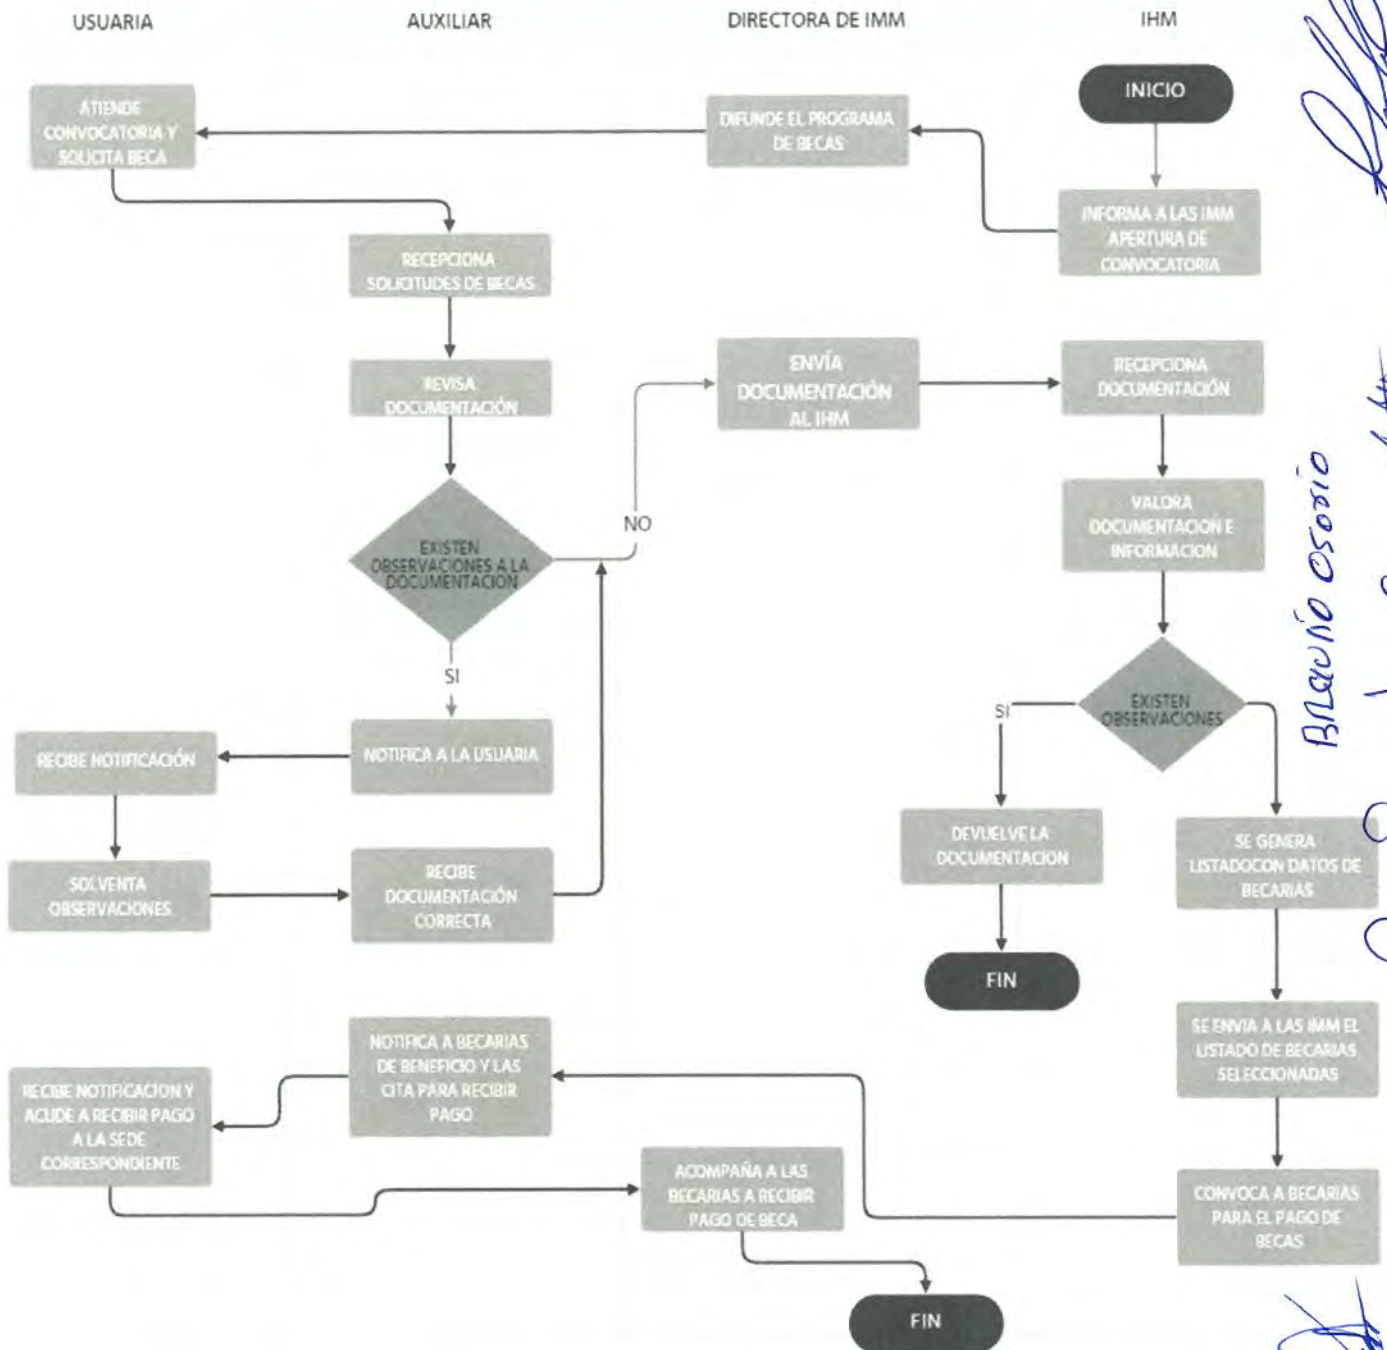 USUARIA
AUXILIAR
DIRECTORA DE IMM
IHM
INICIO
INFORMA A LAS IMM
APERTURA DE
CONVOCATORIA
DIFUNDE EL PROGRAMA
DE BECAS
ATIENDE
CONVOCATORIA Y
SOLICITA BECA
RECEPCIONA
SOLICITUDES DE BECAS
REVISA
DOCUMENTACIÓN
EXISTEN
OBSERVACIONES A LA
DOCUMENTACION
NO
SI
ENVÍA
DOCUMENTACIÓN
AL IHM
RECEPCIONA
DOCUMENTACIÓN
VALORA
DOCUMENTACION E
INFORMACION
EXISTEN
OBSERVACIONES
SI
NOTIFICA A LA USUARIA
RECIBE NOTIFICACIÓN
SOLVENTA
OBSERVACIONES
RECIBE
DOCUMENTACIÓN
CORRECTA
DEVUELVE LA
DOCUMENTACION
FIN
SE GENERA
LISTADOCON DATOS DE
BECARIAS
SE ENVIA A LAS IMM EL
LISTADO DE BECARIAS
SELECCIONADAS
CONVOCA A BECARIAS
PARA EL PAGO DE
BECAS
NOTIFICA A BECARIAS
DE BENEFICIO Y LAS
CITA PARA RECIBIR
PAGO
RECIBE NOTIFICACION Y
ACUDE A RECIBIR PAGO
A LA SEDE
CORRESPONDIENTE
ACOMPAÑA A LAS
BECARIAS A RECIBIR
PAGO DE BECA
FIN
Osorio